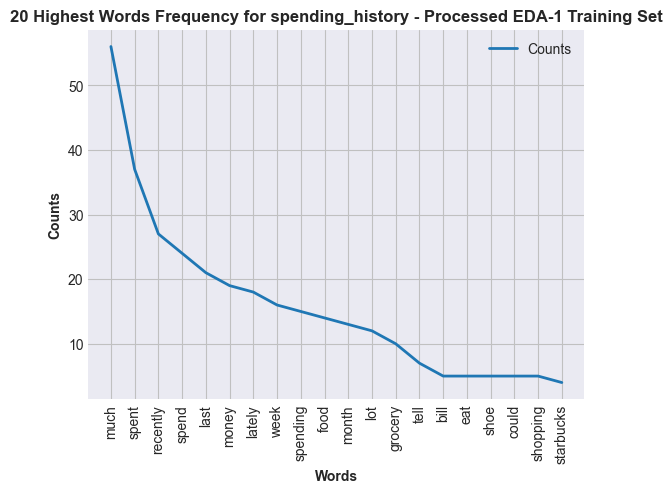 20 Highest Words Frequency for spending_history - Processed EDA-1 Training Set
Counts
Counts
50
40
30
20
10
much
spent
recently
spend
last
money
lately
week
spending
food
month
lot
grocery
tell
bill
eat
shoe
could
shopping
starbucks
Words